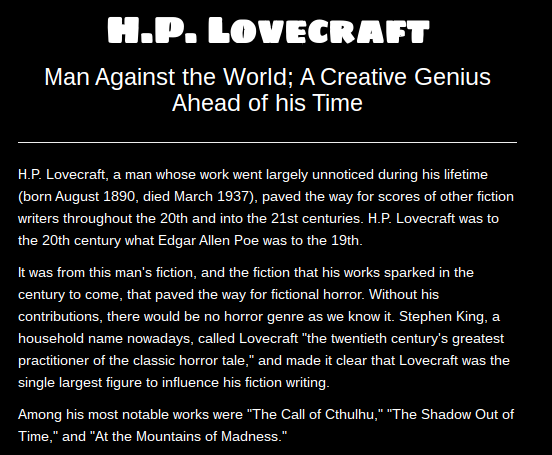 H.P. Lovecraft
Man Against the World; A Creative Genius
Ahead of his Time
H.P. Lovecraft, a man whose work went largely unnoticed during his lifetime
(born August 1890, died March 1937), paved the way for scores of other fiction
writers throughout the 20th and into the 21st centuries. H.P. Lovecraft was to
the 20th century what Edgar Allen Poe was to the 19th.
It was from this man's fiction, and the fiction that his works sparked in the
century to come, that paved the way for fictional horror. Without his
contributions, there would be no horror genre as we know it. Stephen King, a
household name nowadays, called Lovecraft "the twentieth century's greatest
practitioner of the classic horror tale," and made it clear that Lovecraft was the
single largest figure to influence his fiction writing.
Among his most notable works were "The Call of Cthulhu," "The Shadow Out of
Time," and "At the Mountains of Madness."